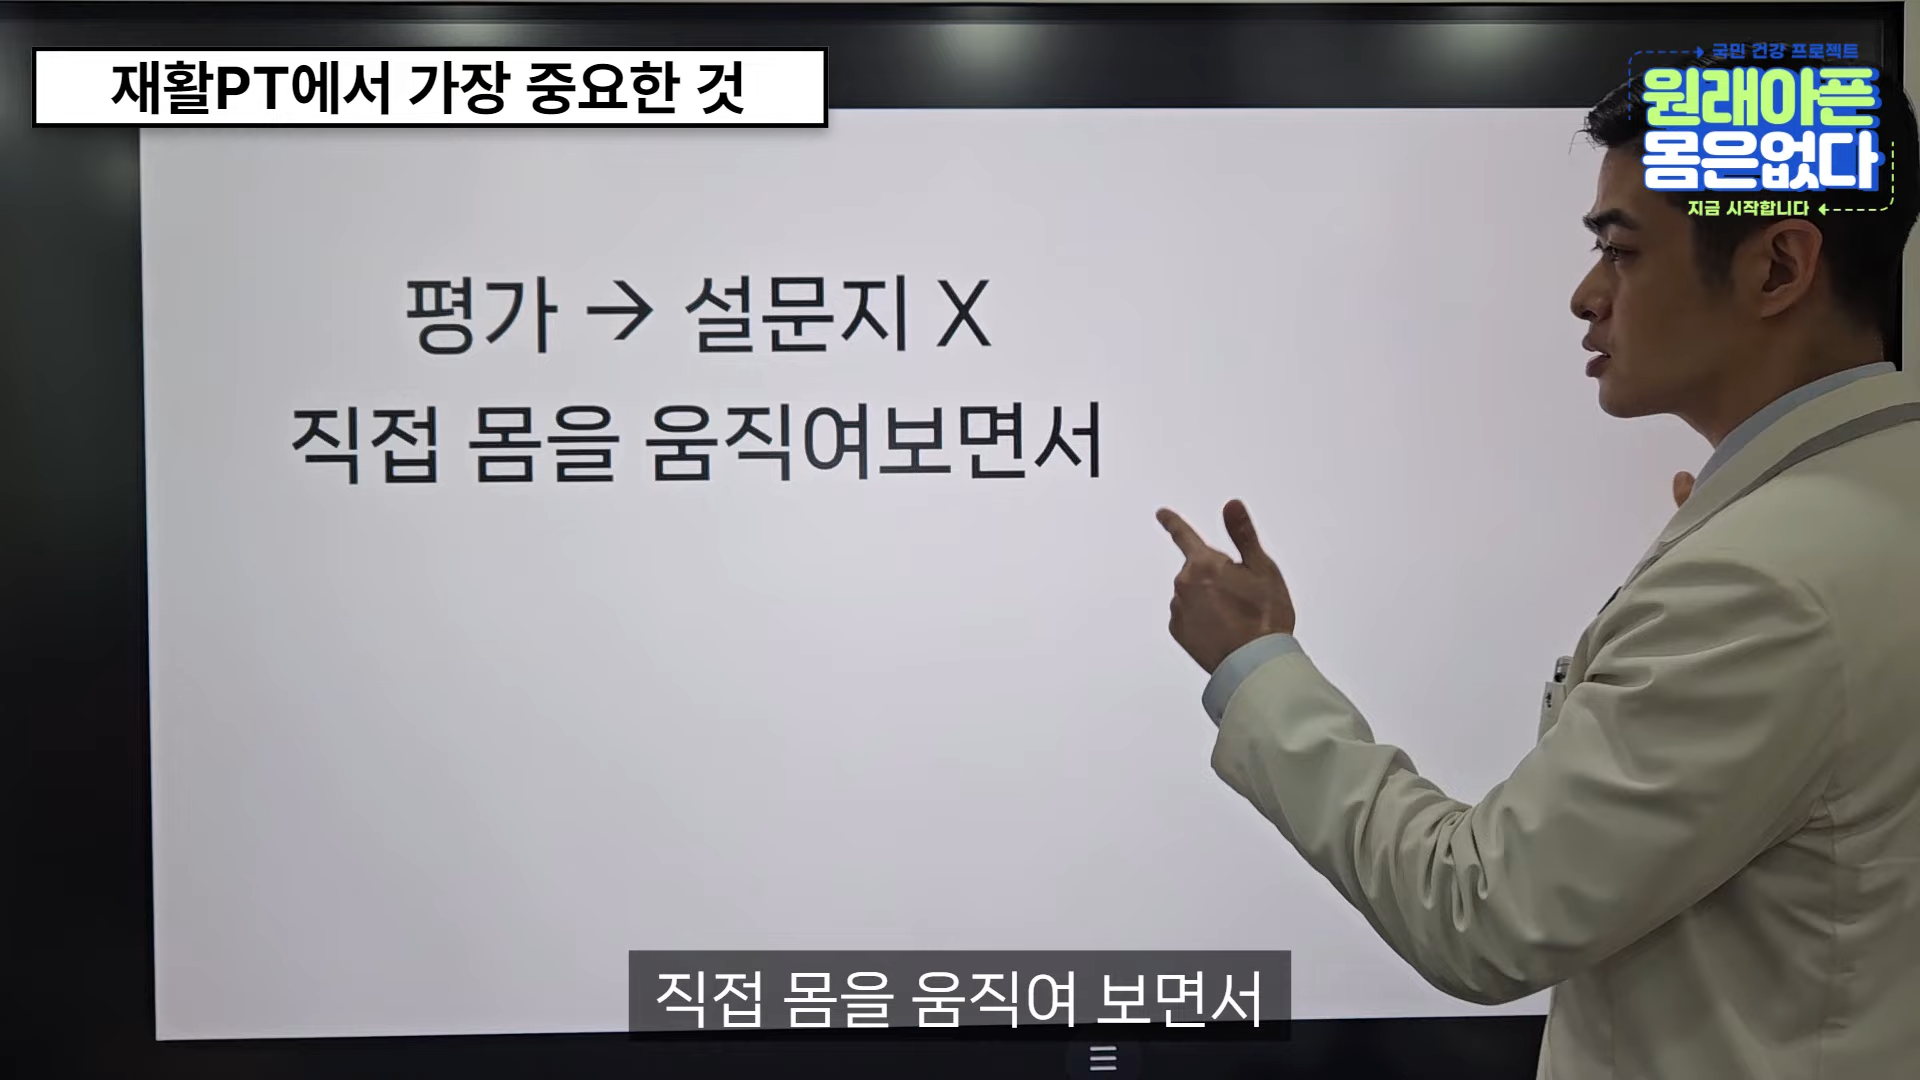 재활PT에서 가장 중요한 것
국민 건강 프로젝트
원래아픈
몸은없다
지금 시작합니다
평가 → 설문지 X
직접 몸을 움직여보면서
직접 몸을 움직여 보면서